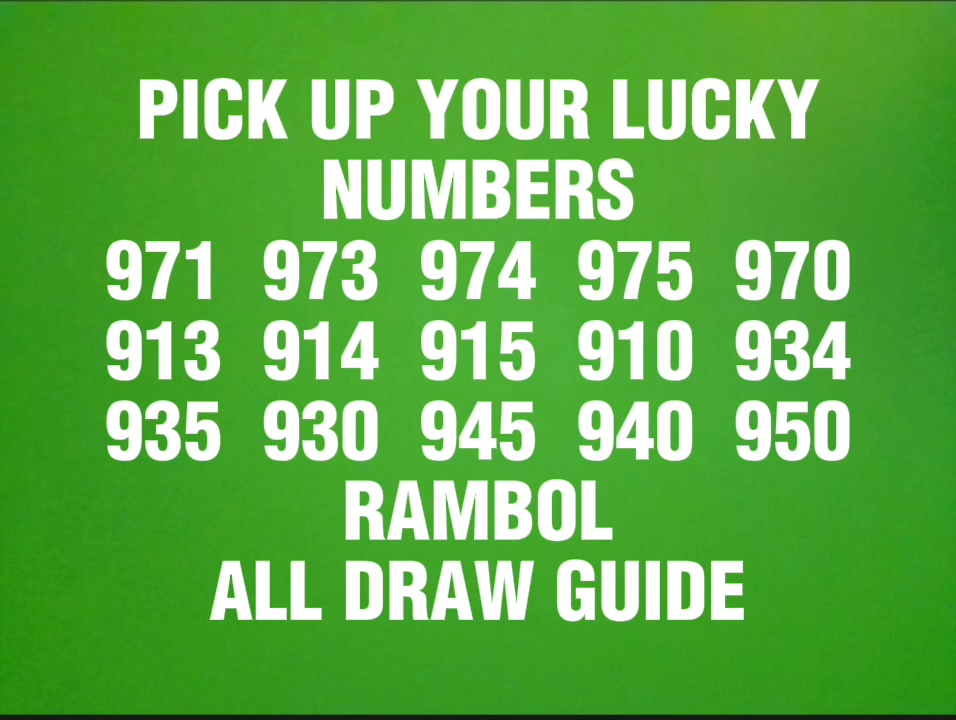 PICK UP YOUR LUCKY
NUMBERS
971 973 974 975 970
913 914 915 910 934
935 930 945 940 950
RAMBOL
ALL DRAW GUIDE